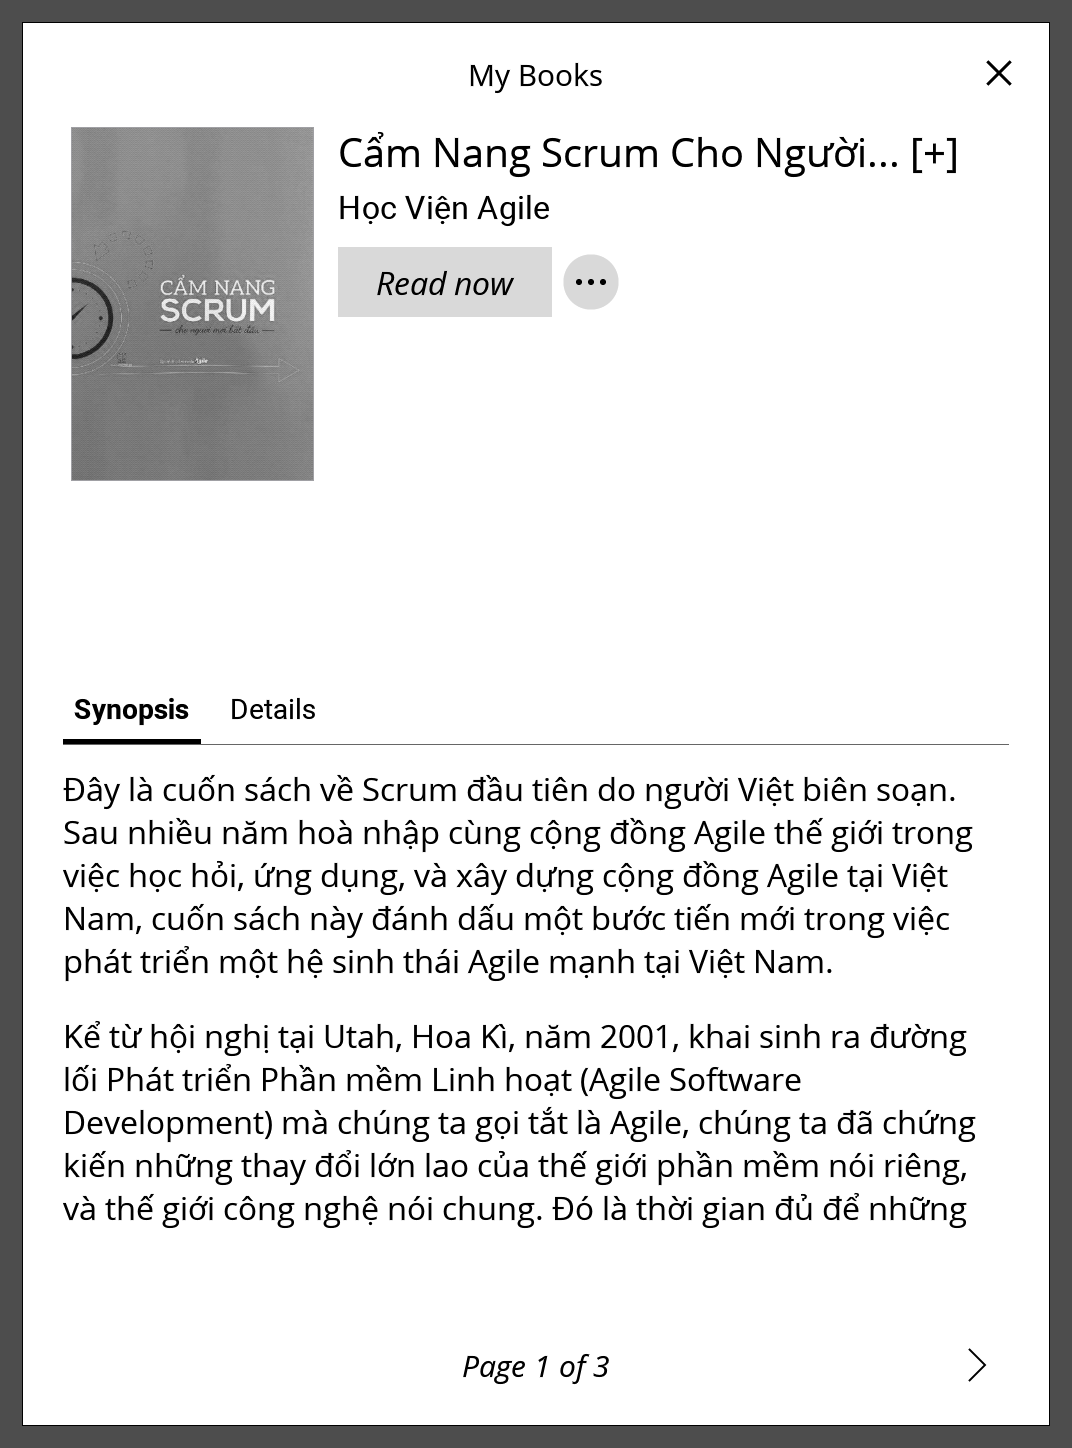 My Books
Cẩm Nang Scrum Cho Người... [+]
Học Viện Agile
CẨM NANG
SCRUM
cho người mới bắt đầu
Read now
Synopsis
Details
Đây là cuốn sách về Scrum đầu tiên do người Việt biên soạn.
Sau nhiều năm hoà nhập cùng cộng đồng Agile thế giới trong
việc học hỏi, ứng dụng, và xây dựng cộng đồng Agile tại Việt
Nam, cuốn sách này đánh dấu một bước tiến mới trong việc
phát triển một hệ sinh thái Agile mạnh tại Việt Nam.
Kể từ hội nghị tại Utah, Hoa Kì, năm 2001, khai sinh ra đường
lối Phát triển Phần mềm Linh hoạt (Agile Software
Development) mà chúng ta gọi tắt là Agile, chúng ta đã chứng
kiến những thay đổi lớn lao của thế giới phần mềm nói riêng,
và thế giới công nghệ nói chung. Đó là thời gian đủ để những
Page 1 of 3